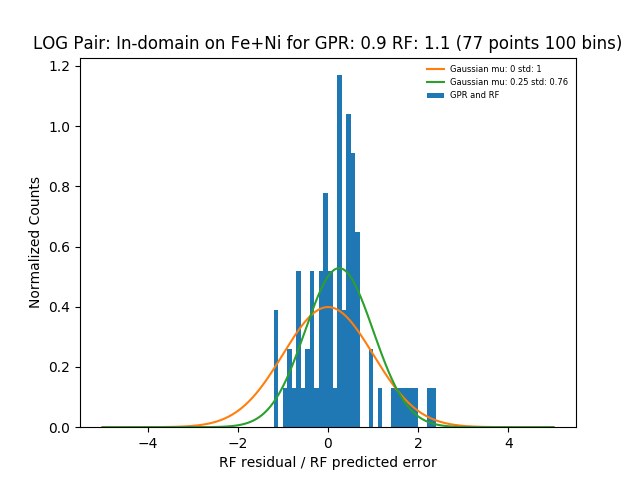 LOG Pair: In-domain on Fe+Ni for GPR: 0.9 RF: 1.1 (77 points 100 bins)
Gaussian mu: 0 std: 1
Gaussian mu: 0.25 std: 0.76
GPR and RF
1.2
1.0
0.8
0.6
0.4
0.2
0.0
Normalized Counts
−4 −2 0 2 4
RF residual / RF predicted error